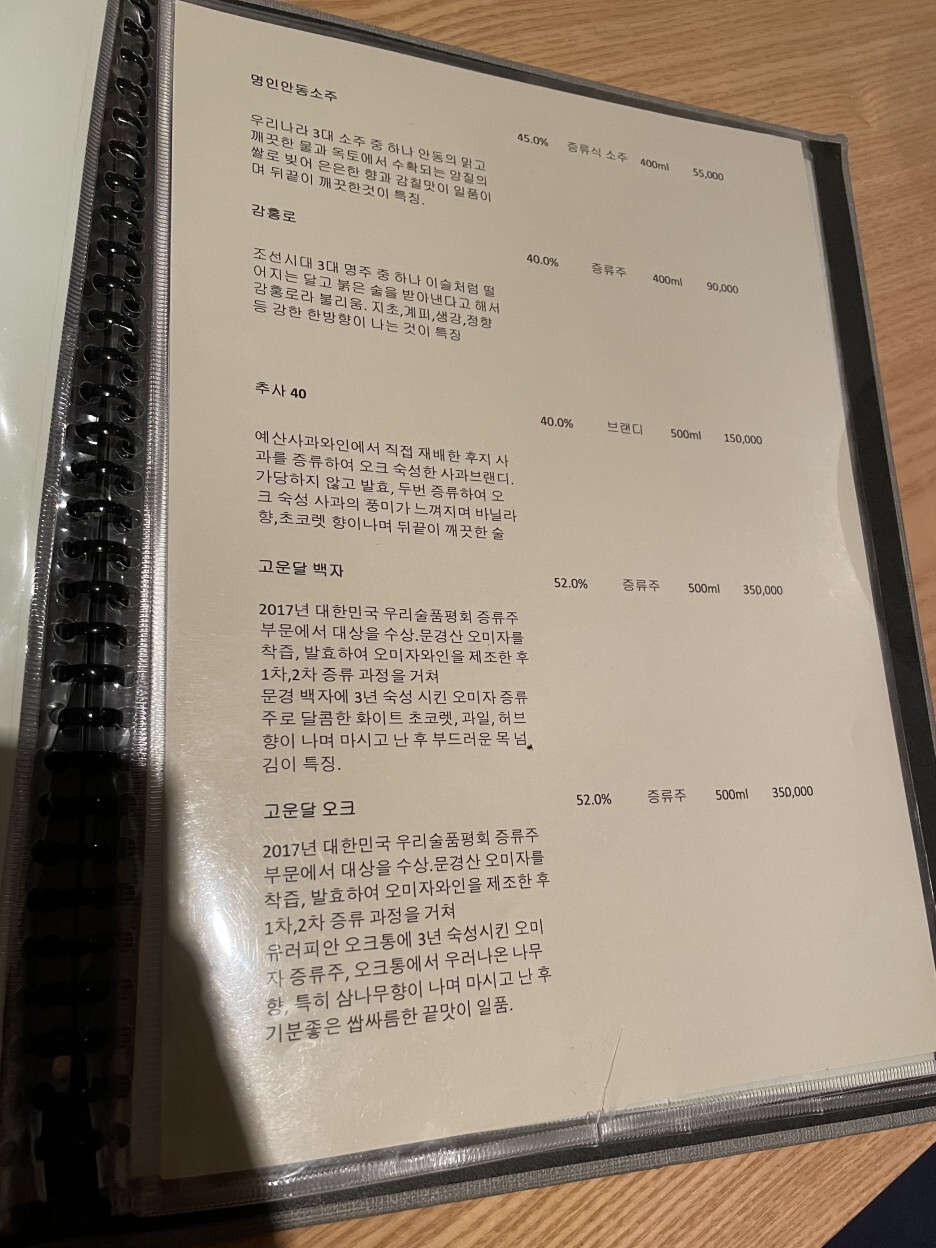 명인안동소주
45.0% 증류식 소주 400ml 55,000
우리나라 3대 소주 중 하나 안동의 맑고
깨끗한 물과 옥토에서 수확되는 양질의
쌀로 빚어 은은한 향과 감칠맛이 일품이
며 뒤끝이 깨끗한것이 특징.
감홍로
40.0% 증류주 400ml 90,000
조선시대 3대 명주 중 하나 이슬처럼 떨
어지는 달고 붉은 술을 받아낸다고 해서
감홍로라 불리움. 지초,계피,생강,정향
등 강한 한방향이 나는 것이 특징
추사 40
40.0% 브랜디 500ml 150,000
예산사과와인에서 직접 재배한 후지 사
과를 증류하여 오크 숙성한 사과브랜디.
가당하지 않고 발효, 두번 증류하여 오
크 숙성 사과의 풍미가 느껴지며 바닐라
향,초코렛 향이나며 뒤끝이 깨끗한 술
고운달 백자
52.0% 증류주 500ml 350,000
2017년 대한민국 우리술품평회 증류주
부문에서 대상을 수상.문경산 오미자를
착즙, 발효하여 오미자와인을 제조한 후
1차,2차 증류 과정을 거쳐
문경 백자에 3년 숙성 시킨 오미자 증류
주로 달콤한 화이트 초코렛, 과일, 허브
향이 나며 마시고 난 후 부드러운 목 넘
김이 특징.
고운달 오크
52.0% 증류주 500ml 350,000
2017년 대한민국 우리술품평회 증류주
부문에서 대상을 수상.문경산 오미자를
착즙, 발효하여 오미자와인을 제조한 후
1차,2차 증류 과정을 거쳐
유러피안 오크통에 3년 숙성시킨 오미
자 증류주, 오크통에서 우러나온 나무
향, 특히 삼나무향이 나며 마시고 난 후
기분좋은 쌉싸름한 끝맛이 일품.